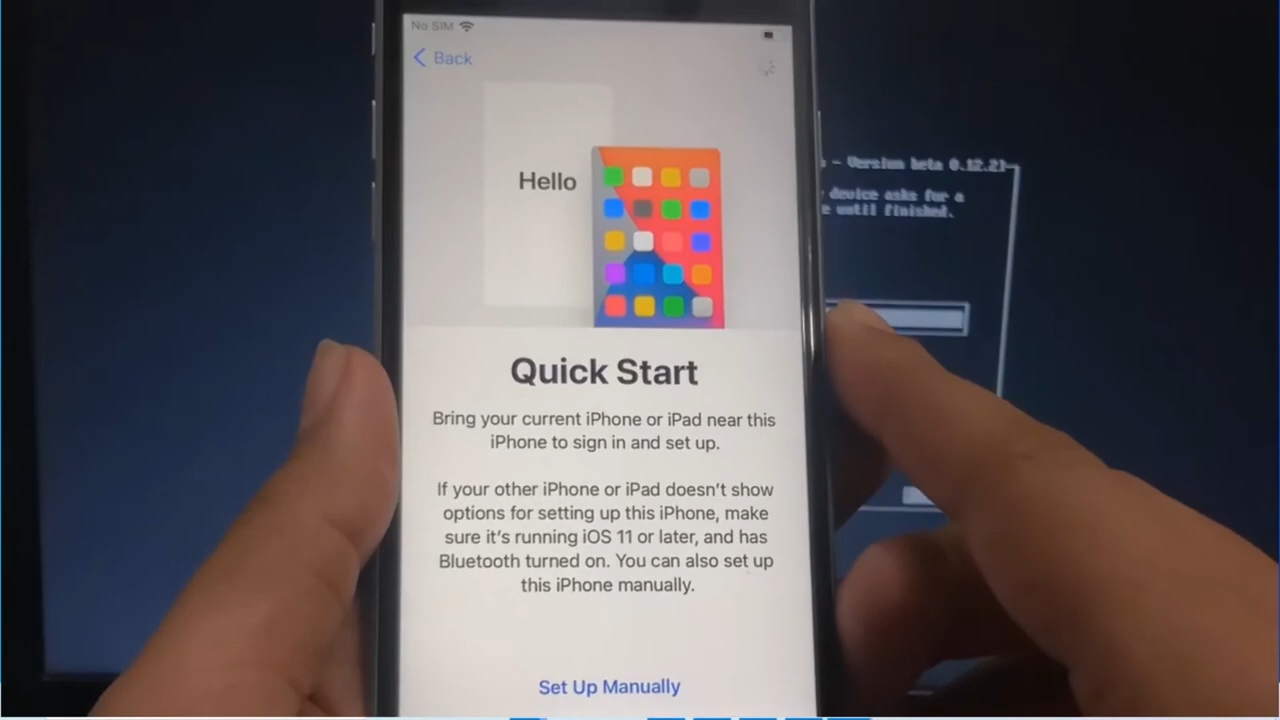 No SIM
Back
Hello
Quick Start
Bring your current iPhone or iPad near this
iPhone to sign in and set up.
If your other iPhone or iPad doesn't show
options for setting up this iPhone, make
sure it's running iOS 11 or later, and has
Bluetooth turned on. You can also set up
this iPhone manually.
Set Up Manually
- Version beta 0.12.2
device asks for a
until finished.